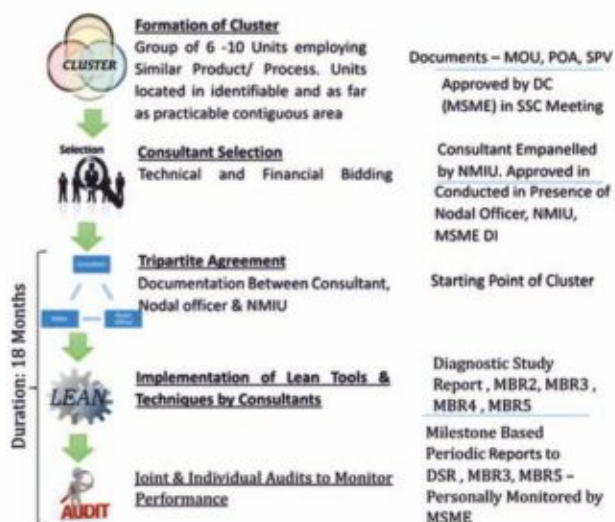 Formation of Cluster
CLUSTER
Group of 6 -10 Units employing
Similar Product/ Process. Units
located in identifiable and as far
as practicable contiguous area
Documents – MOU, POA, SPV
Approved by DC
(MSME) in SSC Meeting
Selection
Consultant Selection
Technical and Financial Bidding
Consultant Empanelled
by NMIU. Approved in
Conducted in Presence of
Nodal Officer, NMIU,
MSME DI
Duration: 18 Months
Tripartite Agreement
Documentation Between Consultant,
Nodal officer & NMIU
Starting Point of Cluster
LEAN
Implementation of Lean Tools &
Techniques by Consultants
Diagnostic Study
Report , MBR2, MBR3 ,
MBR4 , MBR5
AUDIT
Joint & Individual Audits to Monitor
Performance
Milestone Based
Periodic Reports to
DSR , MBR3, MBR5 –
Personally Monitored by
MSME